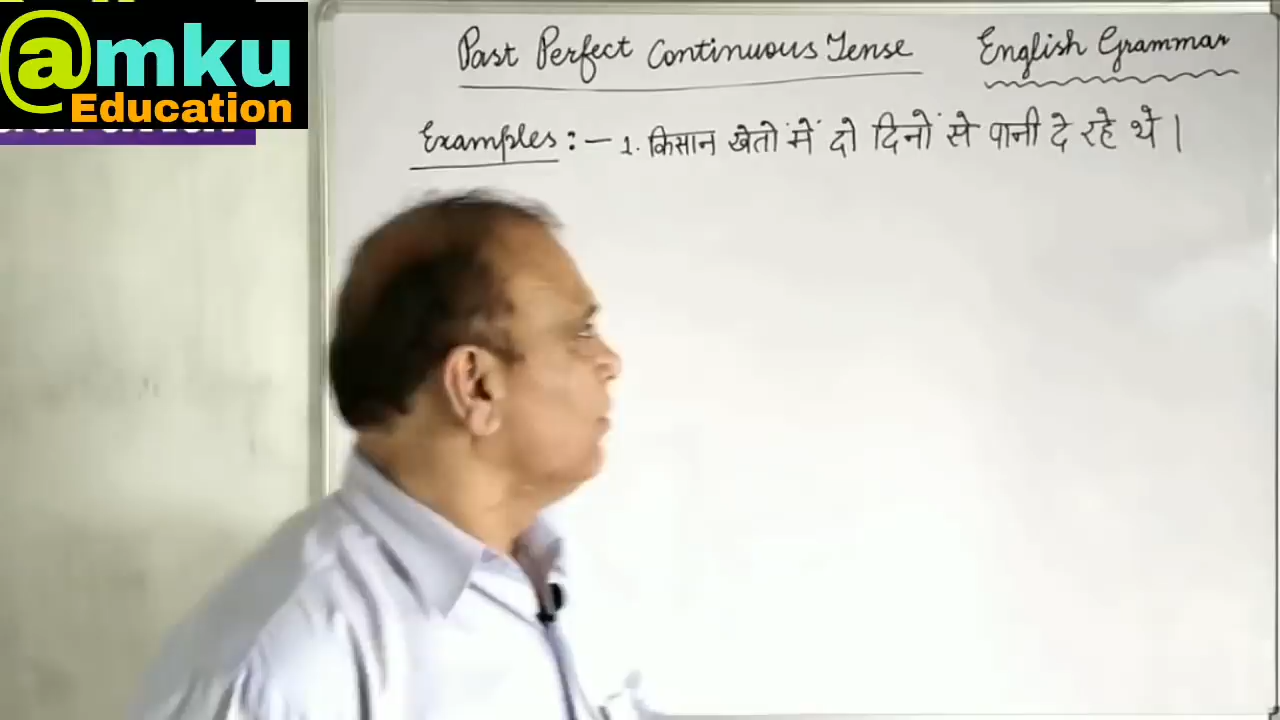 @mku
Education
Past Perfect Continuous Tense
English Grammar
Examples :- 1. किसान खेतों में दो दिनों से पानी दे रहे थे।